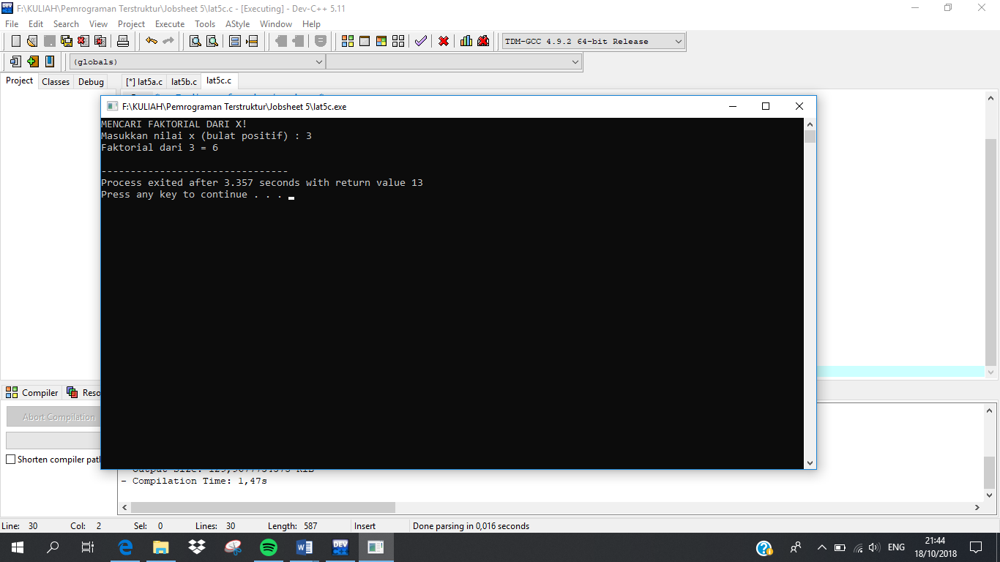 F:\KULIAH\Pemrograman Terstruktur\Jobsheet 5\lat5c.c - [Executing] - Dev-C++ 5.11
File Edit Search View Project Execute Tools AStyle Window Help
TDM-GCC 4.9.2 64-bit Release
(globals)
Project Classes Debug [*] lat5a.c lat5b.c lat5c.c
F:\KULIAH\Pemrograman Terstruktur\Jobsheet 5\lat5c.exe
MENCARI FAKTORIAL DARI X!
Masukkan nilai x (bulat positif) : 3
Faktorial dari 3 = 6
--------------------------------
Process exited after 3.357 seconds with return value 13
Press any key to continue . . .
Compiler Reso
Abort Compilation
Shorten compiler path
- Output Size:
- Compilation Time: 1,47s
Line: 30 Col: 2 Sel: 0 Lines: 30 Length: 587 Insert Done parsing in 0,016 seconds
DEV ENG 21:44
18/10/2018